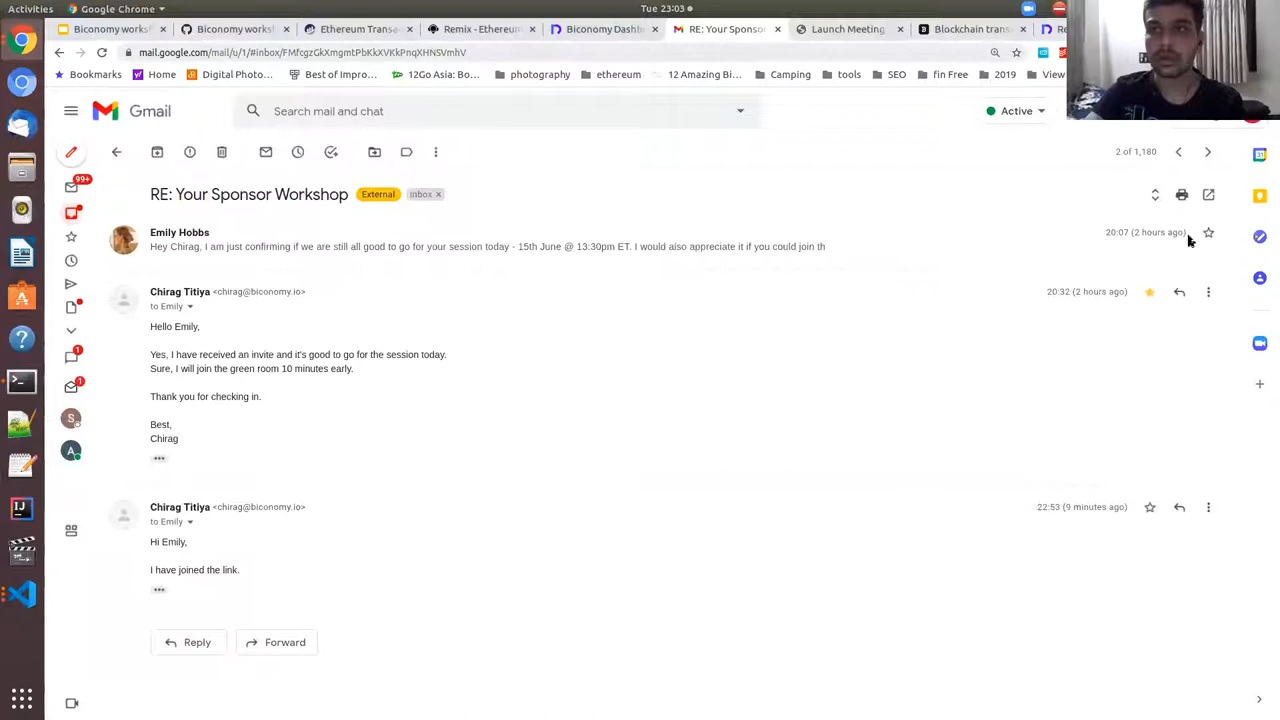 Activities
Google Chrome
Tue 23:03
Biconomy works
Biconomy works
Ethereum Transa
Remix - Ethereum
Biconomy Dashb
RE: Your Sponso
Launch Meeting
Blockchain trans
Re
mail.google.com/mail/u/1/#inbox/FMfcgzGkXmgmtPbKkXVKkPnqXHNSVmhV
Bookmarks
Home
Digital Photo...
Best of Impro...
12Go Asia: Bo...
photography
ethereum
12 Amazing B...
Camping
tools
SEO
fin Free
2019
View
Gmail
Search mail and chat
Active
2 of 1,180
99+
RE: Your Sponsor Workshop
External
Inbox ×
Emily Hobbs
20:07 (2 hours ago)
Hey Chirag, I am just confirming if we are still all good to go for your session today - 15th June @ 13:30pm ET. I would also appreciate it if you could join th
Chirag Titiya <chirag@biconomy.io>
20:32 (2 hours ago)
to Emily
Hello Emily,
Yes, I have received an invite and it's good to go for the session today.
Sure, I will join the green room 10 minutes early.
Thank you for checking in.
Best,
Chirag
Chirag Titiya <chirag@biconomy.io>
22:53 (9 minutes ago)
to Emily
Hi Emily,
I have joined the link.
Reply
Forward
1
1
S
A